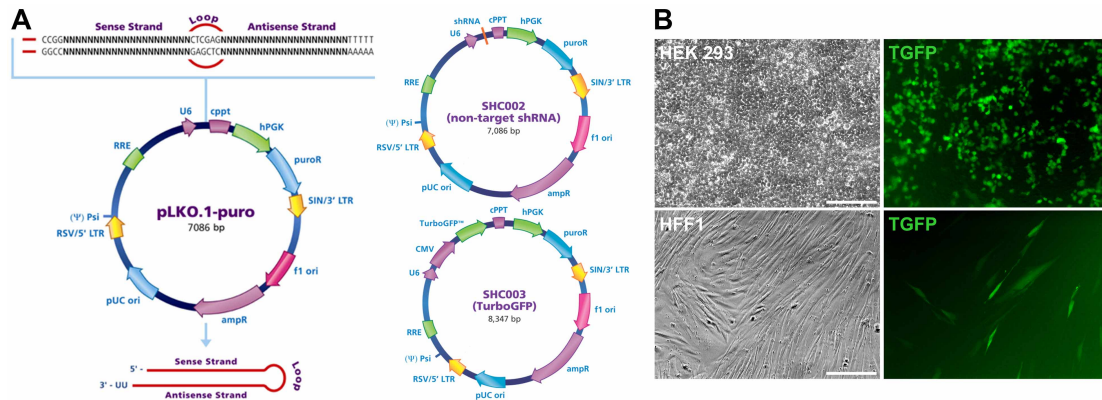 A
Sense Strand
Loop
Antisense Strand
CCGGNNNNNNNNNNNNNNNNNNNNNCTCGAGNNNNNNNNNNNNNNNNNNNNNTTTTT
GGCCNNNNNNNNNNNNNNNNNNNNNGAGCTCNNNNNNNNNNNNNNNNNNNNNAAAAA
U6
cppt
hPGK
RRE
puroR
(Ψ) Psi
pLKO.1-puro
7086 bp
SIN/3' LTR
RSV/5' LTR
f1 ori
pUC ori
ampR
Sense Strand
5' -
3' - UU
Loop
Antisense Strand
shRNA
cPPT
hPGK
U6
puroR
RRE
SIN/3' LTR
SHC002
(non-target shRNA)
7,086 bp
(Ψ) Psi
RSV/5' LTR
f1 ori
pUC ori
ampR
cPPT
TurboGFP™
hPGK
CMV
puroR
U6
SIN/3' LTR
SHC003
(TurboGFP)
8,347 bp
f1 ori
RRE
(Ψ) Psi
RSV/5' LTR
ampR
pUC ori
B
HEK 293
TGFP
HFF1
TGFP